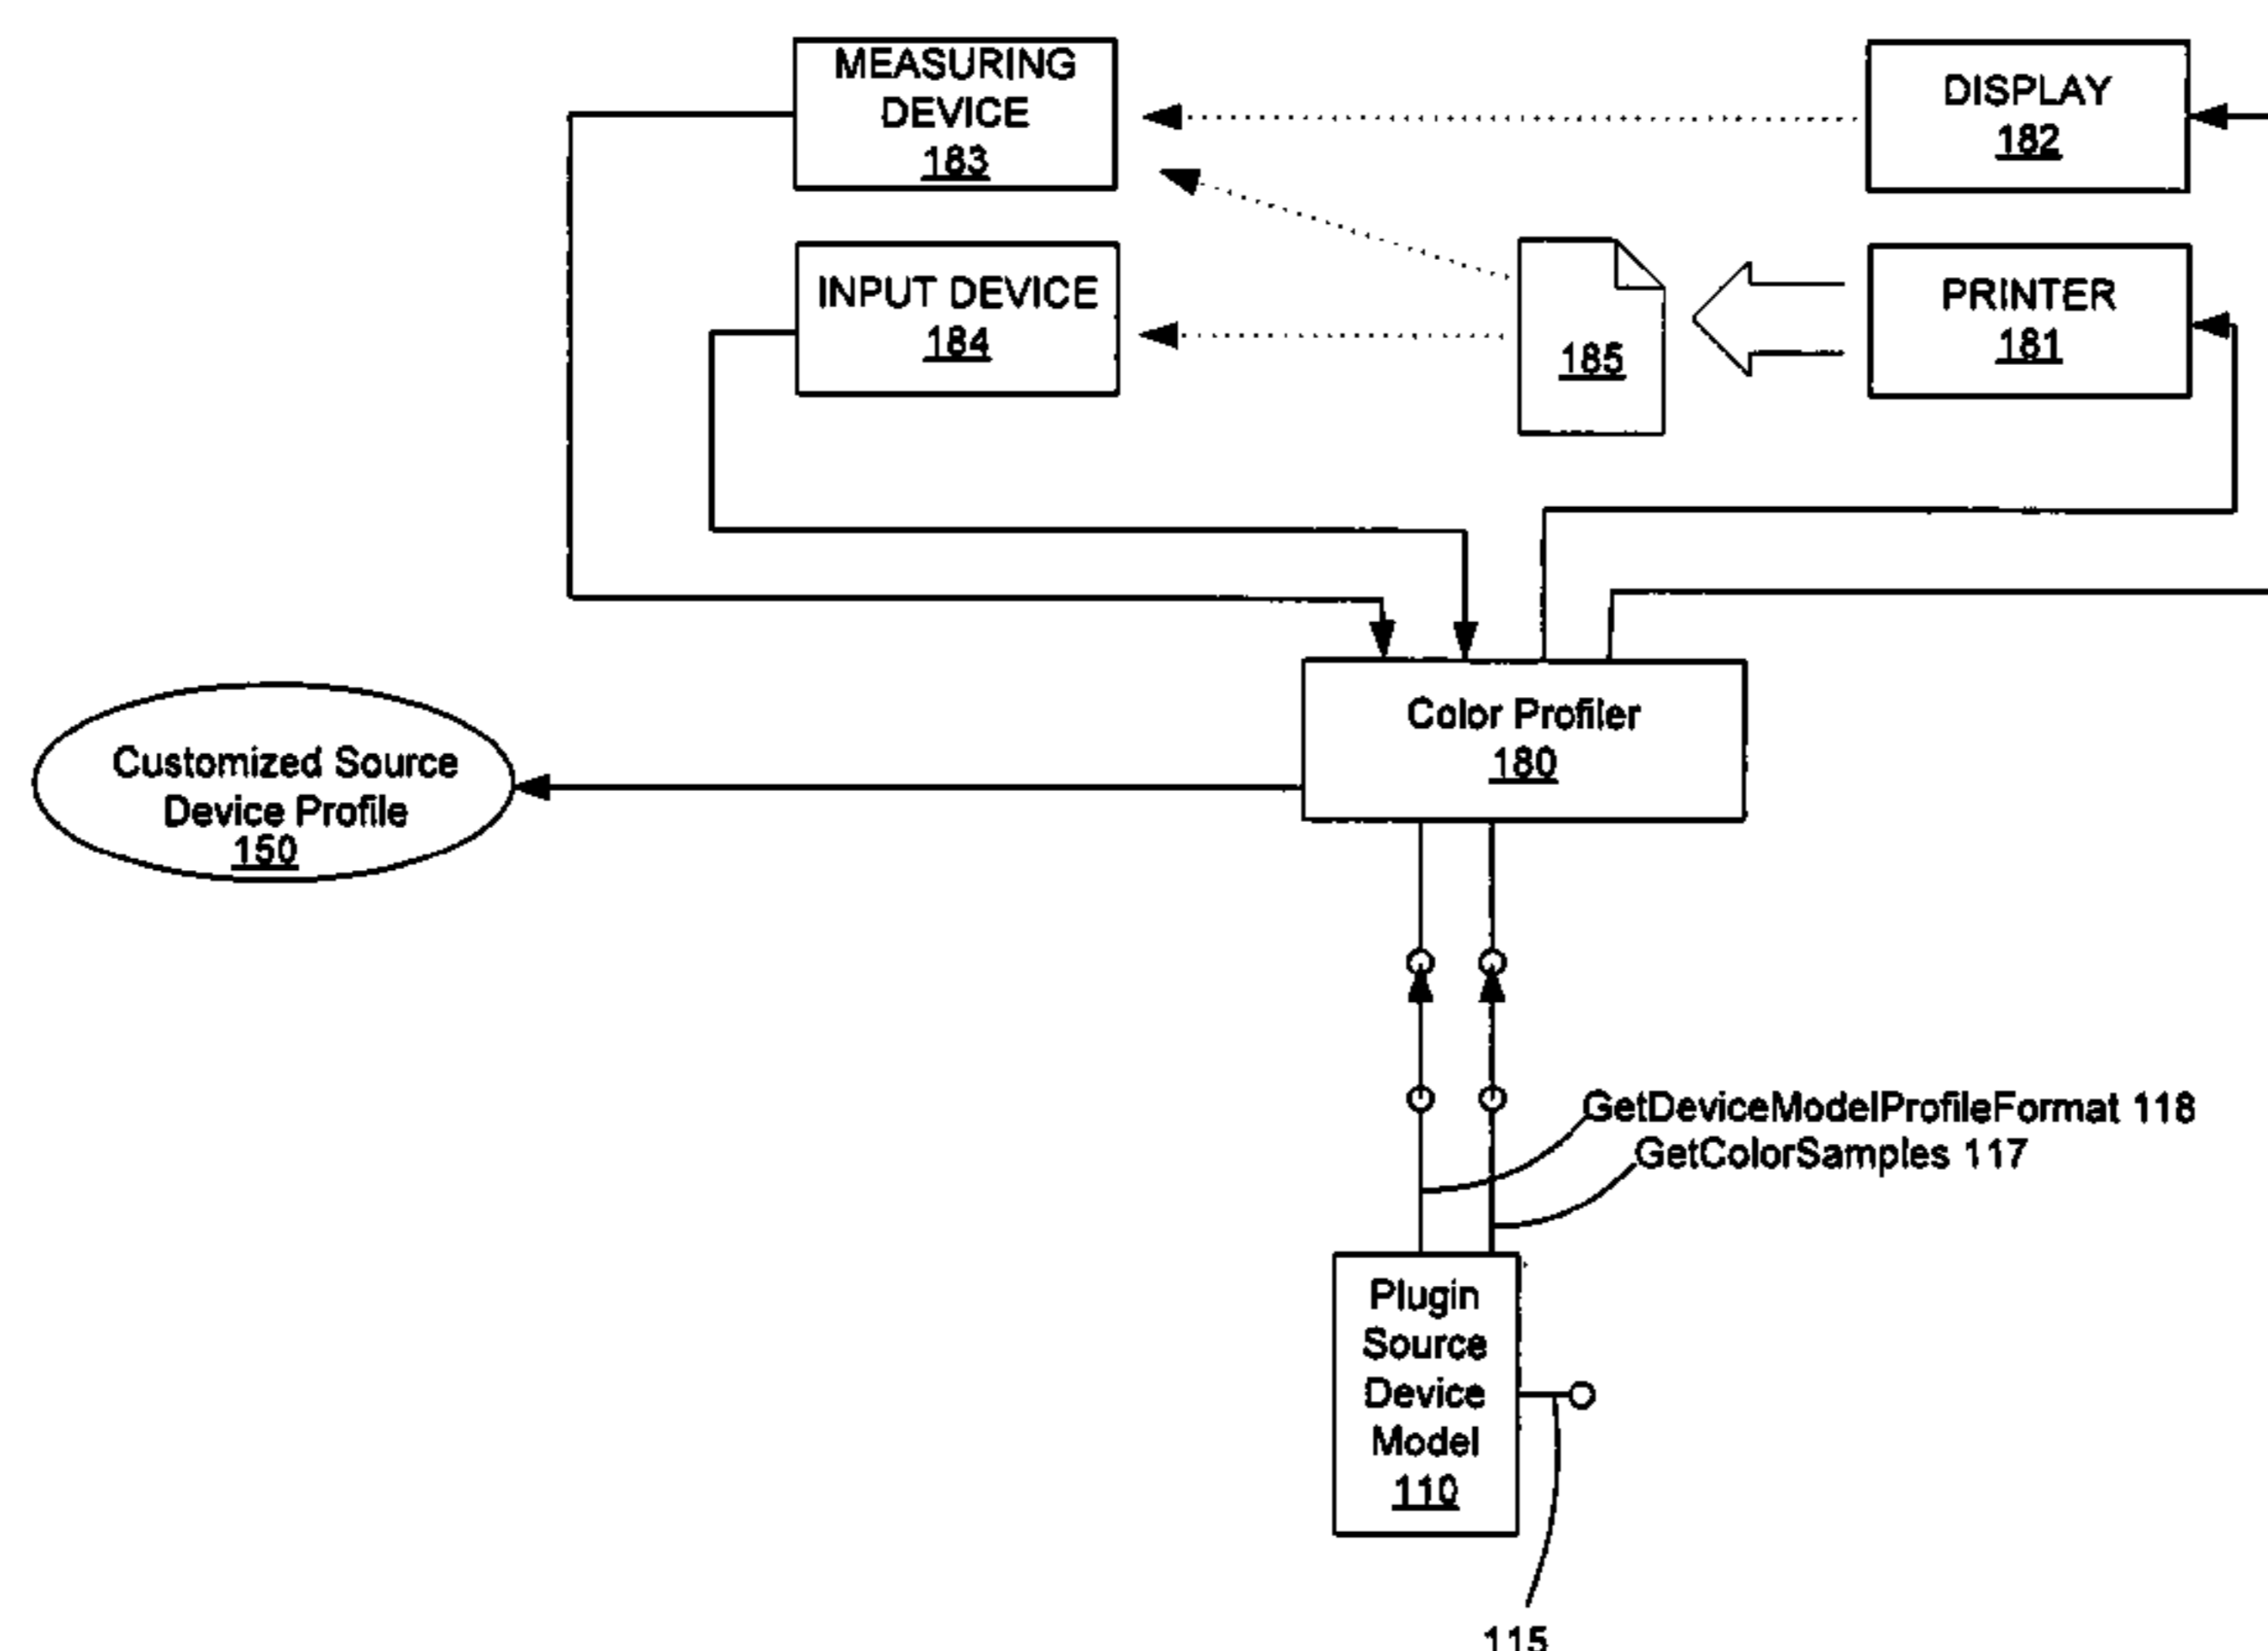 MEASURING
DEVICE
183
DISPLAY
182
INPUT DEVICE
184
185
PRINTER
181
Color Profiler
180
Customized Source
Device Profile
150
GetDeviceModelProfileFormat 118
GetColorSamples 117
Plugin
Source
Device
Model
110
115